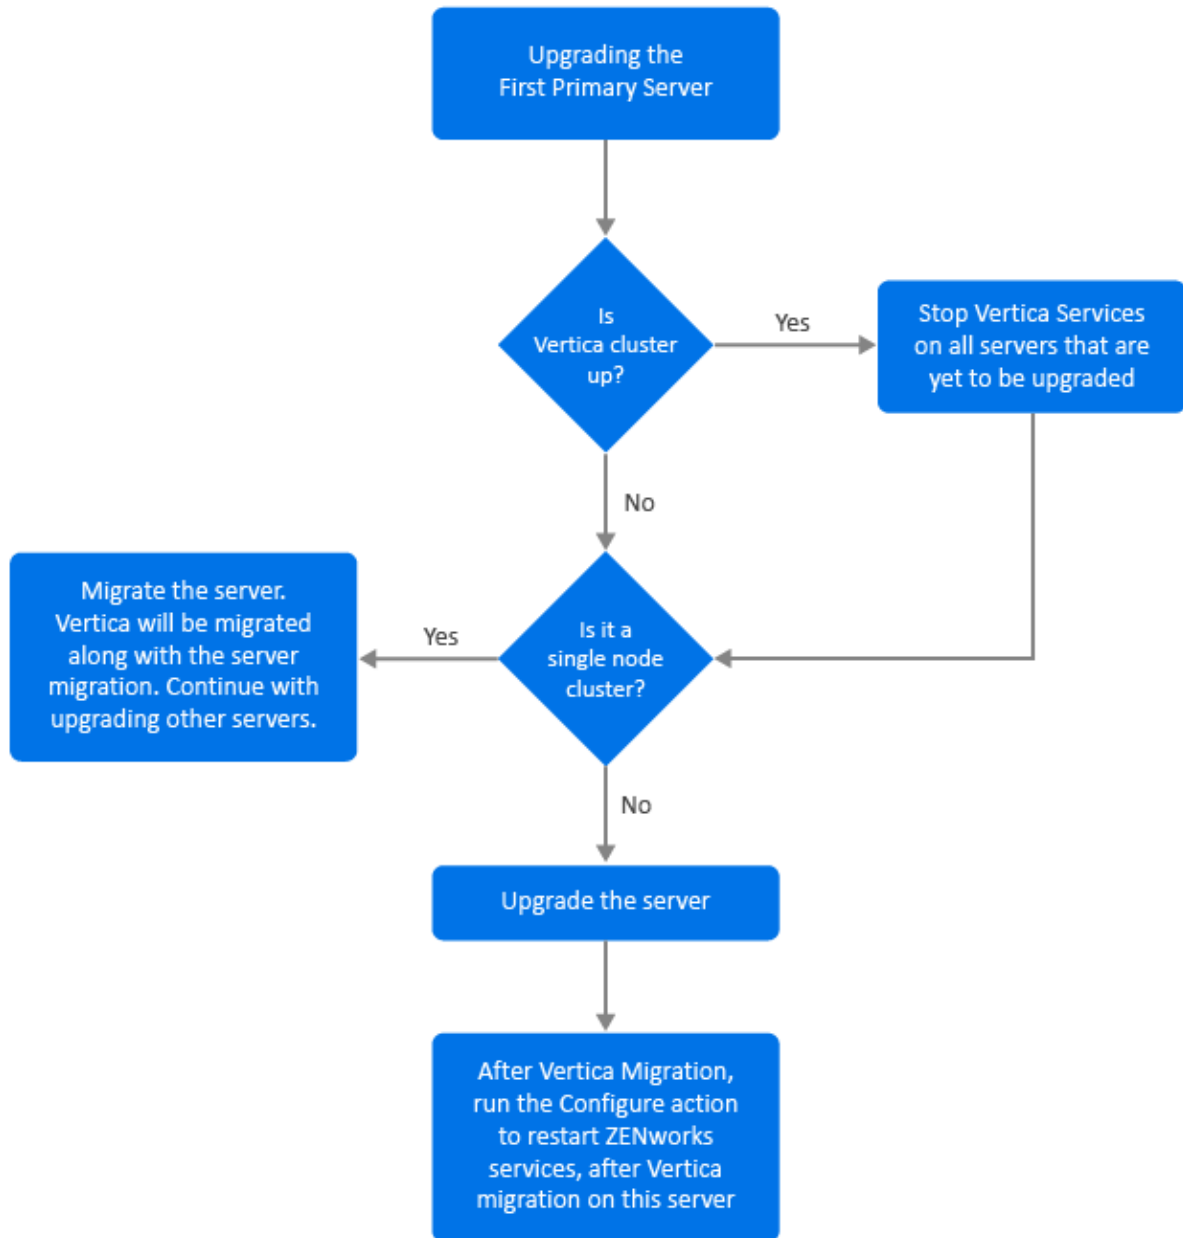 Upgrading the
First Primary Server
Is
Vertica cluster
up?
Yes
Stop Vertica Services
on all servers that are
yet to be upgraded
No
Migrate the server.
Vertica will be migrated
along with the server
migration. Continue with
upgrading other servers.
Yes
Is it a
single node
cluster?
No
Upgrade the server
After Vertica Migration,
run the Configure action
to restart ZENworks
services, after Vertica
migration on this server